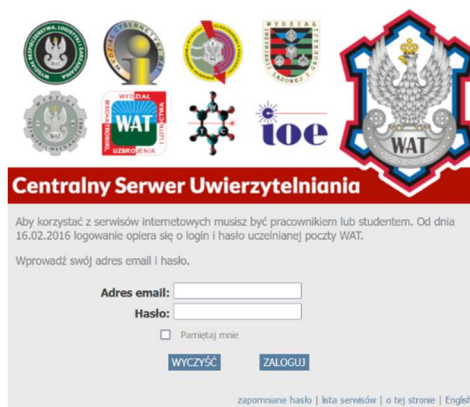 WAT
WYDZIAŁ
WAT
UZBROJENIA
ioe
WAT
Centralny Serwer Uwierzytelniania
Aby korzystać z serwisów internetowych musisz być pracownikiem lub studentem. Od dnia
16.02.2016 logowanie opiera się o login i hasło uczelnianej poczty WAT.
Wprowadź swój adres email i hasło.
Adres email:
Hasło:
Pamiętaj mnie
WYCZYŚĆ ZALOGUJ
zapomniane hasło | lista serwisów | o tej stronie | English